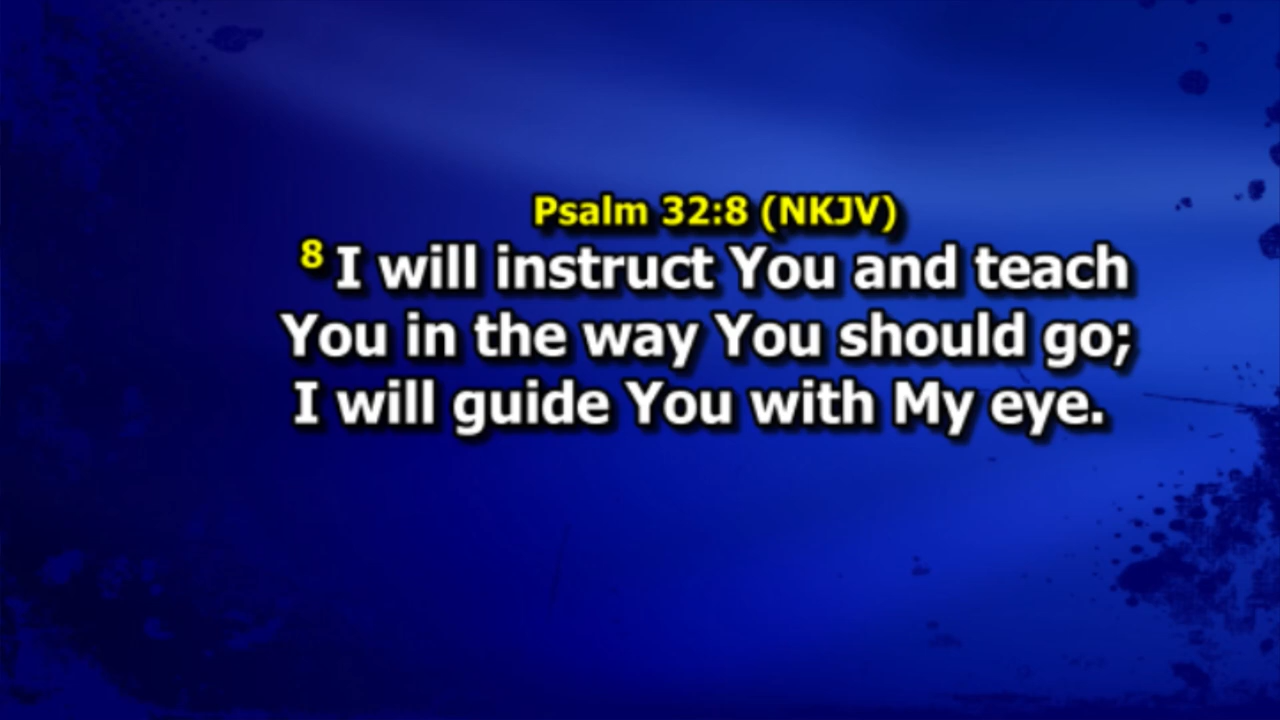 Psalm 32:8 (NKJV)
8 I will instruct You and teach
You in the way You should go;
I will guide You with My eye.